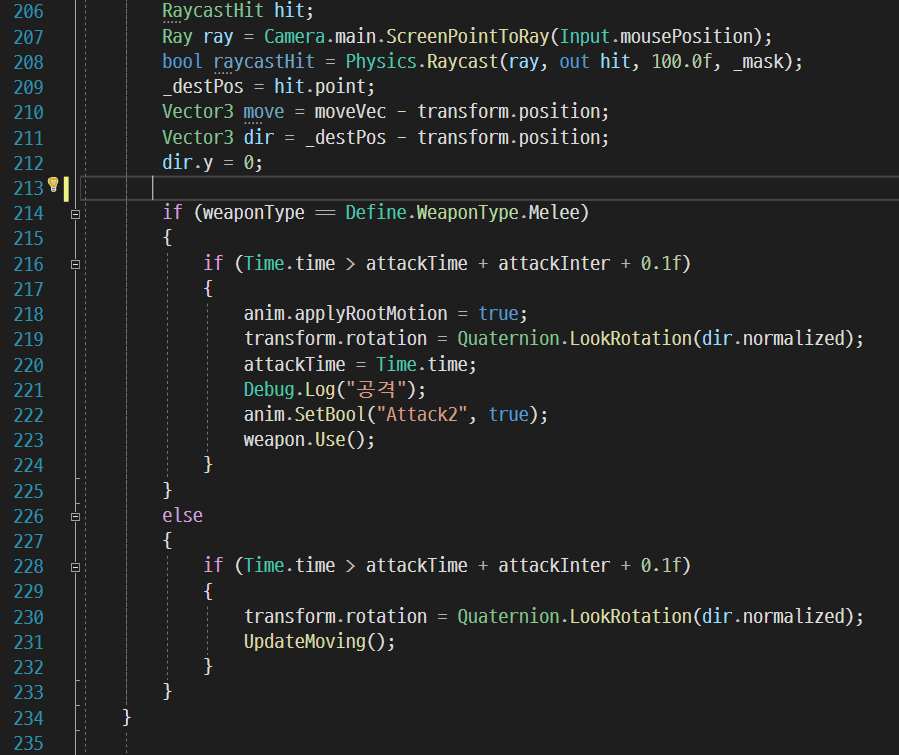 206 RaycastHit hit;
207 Ray ray = Camera.main.ScreenPointToRay(Input.mousePosition);
208 bool raycastHit = Physics.Raycast(ray, out hit, 100.0f, _mask);
209 _destPos = hit.point;
210 Vector3 move = moveVec - transform.position;
211 Vector3 dir = _destPos - transform.position;
212 dir.y = 0;
213
214 if (weaponType == Define.WeaponType.Melee)
215 {
216 if (Time.time > attackTime + attackInter + 0.1f)
217 {
218 anim.applyRootMotion = true;
219 transform.rotation = Quaternion.LookRotation(dir.normalized);
220 attackTime = Time.time;
221 Debug.Log("공격");
222 anim.SetBool("Attack2", true);
223 weapon.Use();
224 }
225 }
226 else
227 {
228 if (Time.time > attackTime + attackInter + 0.1f)
229 {
230 transform.rotation = Quaternion.LookRotation(dir.normalized);
231 UpdateMoving();
232 }
233 }
234 }
235